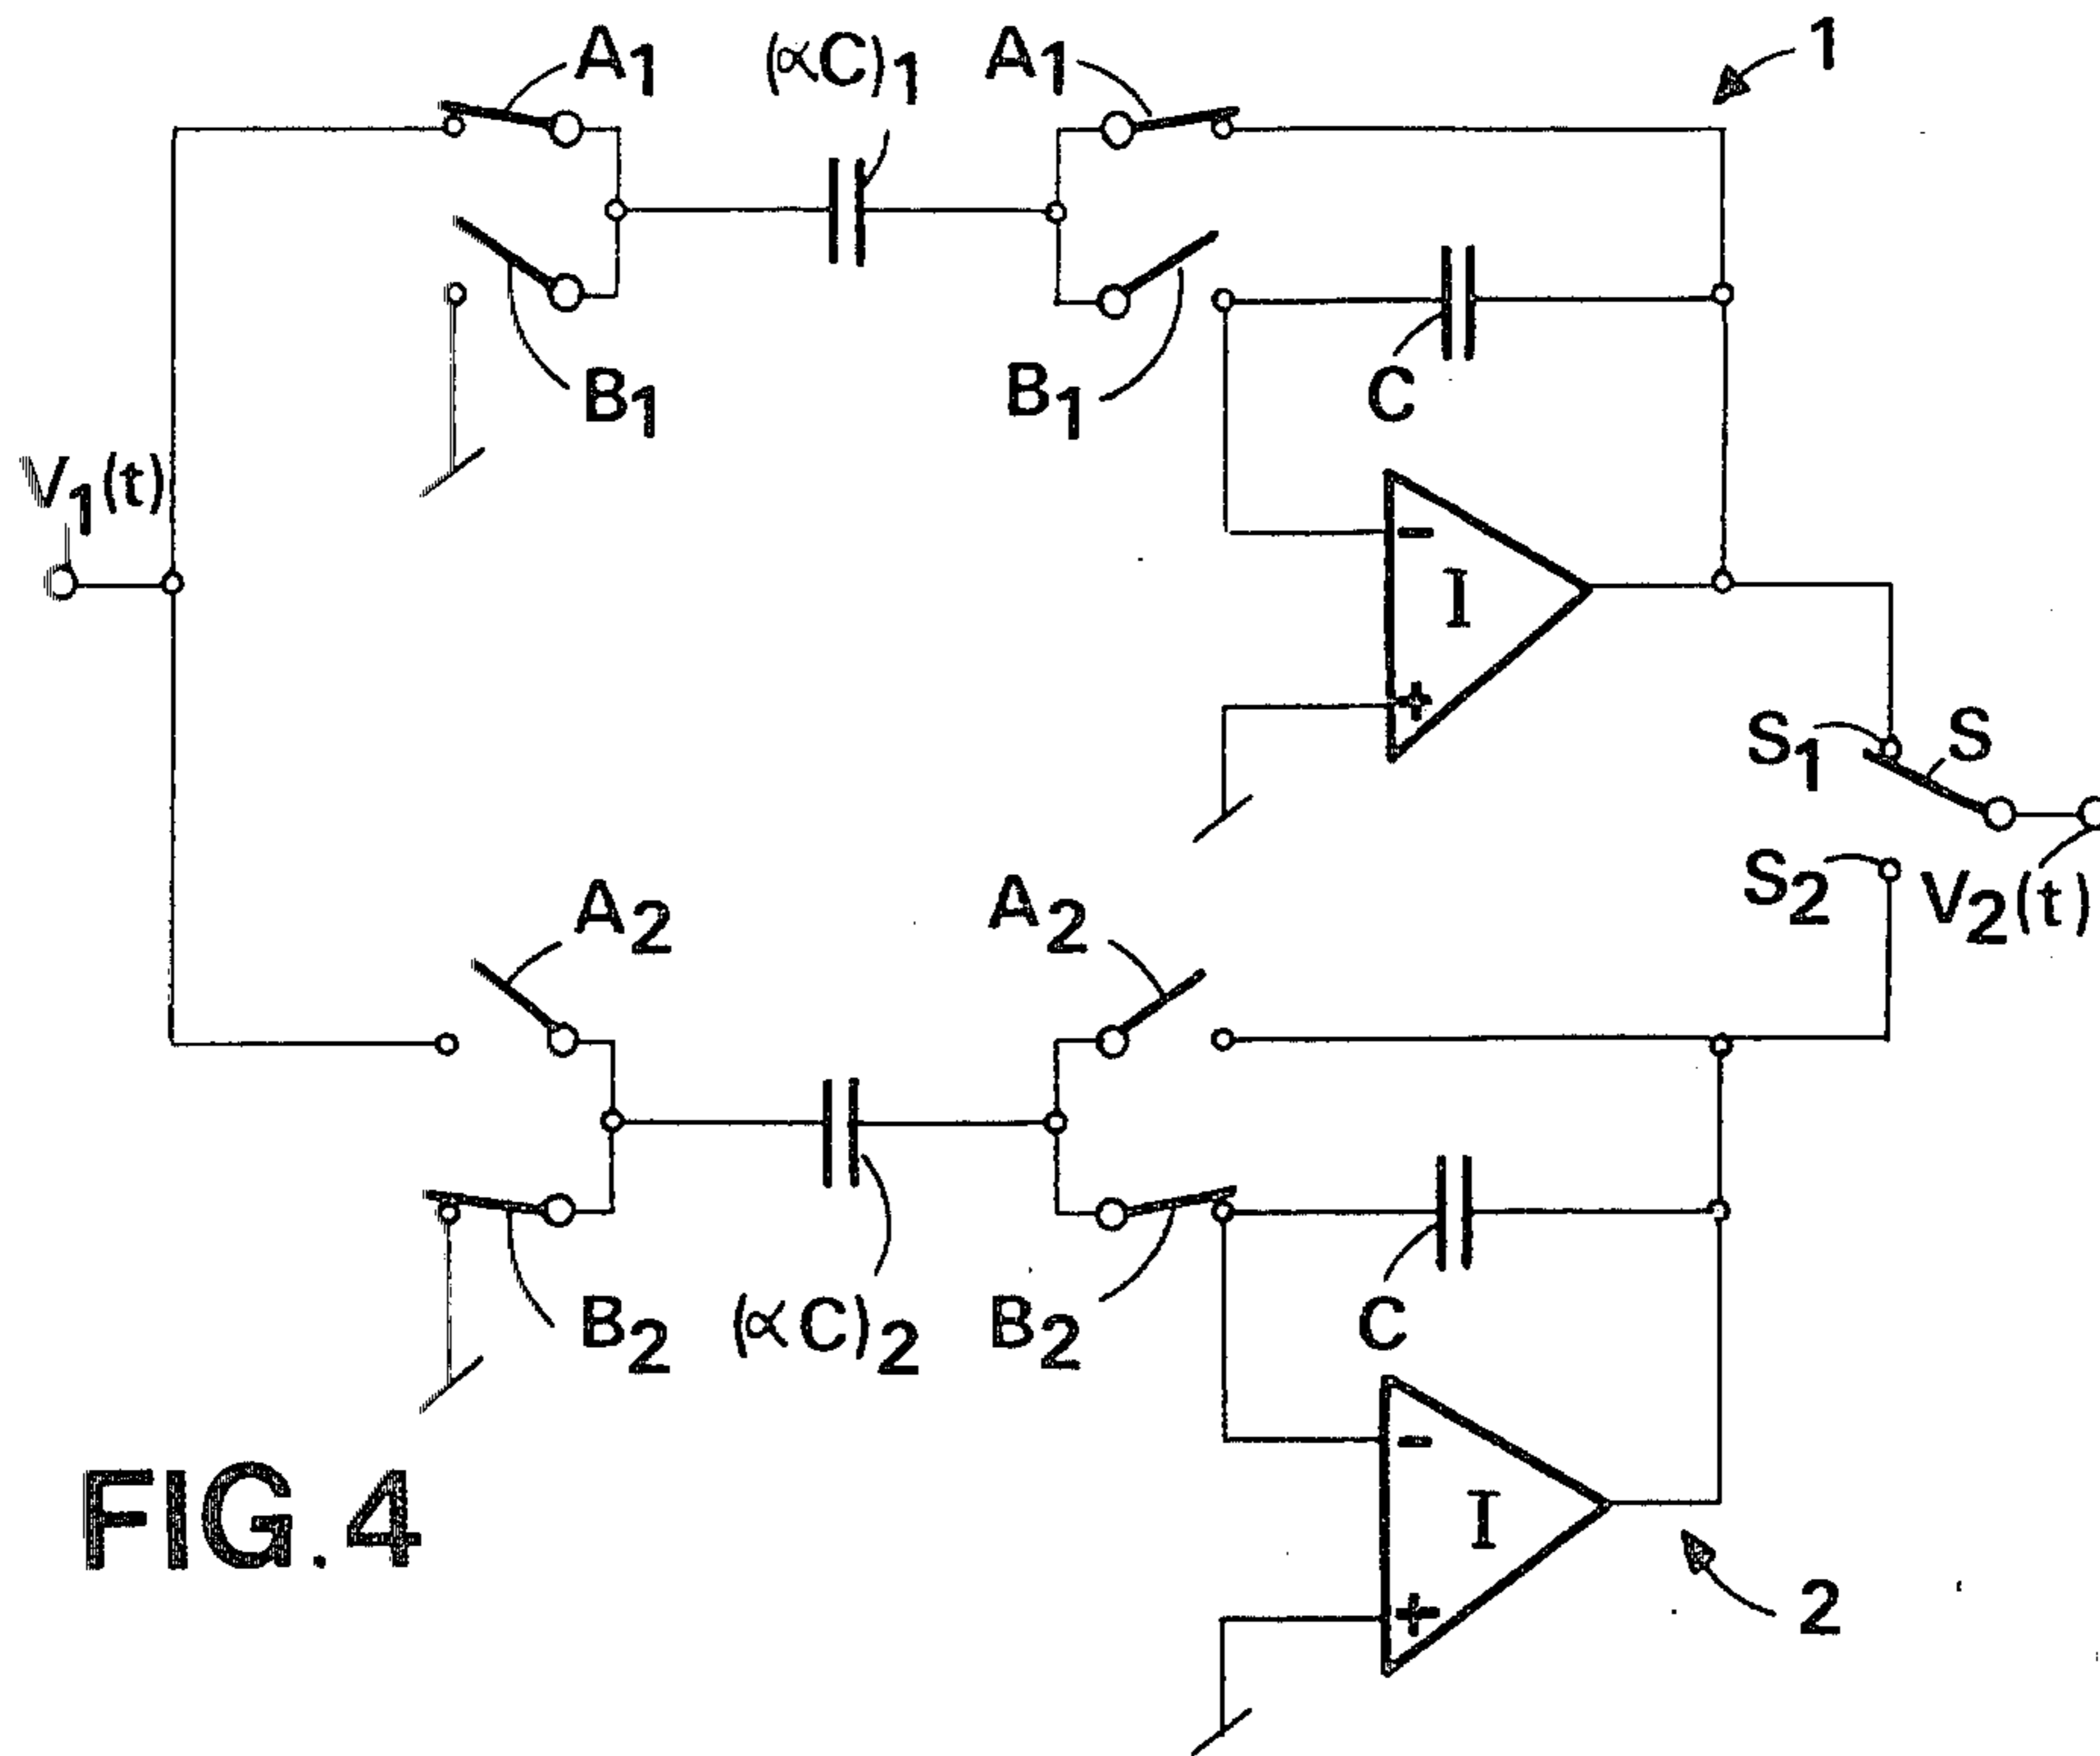 A1
(αC)1
A1
1
B1
B1
C
V1(t)
-
I
+
S1
S
S2
V2(t)
A2
A2
B2
(αC)2
B2
C
-
I
+
FIG.4
2